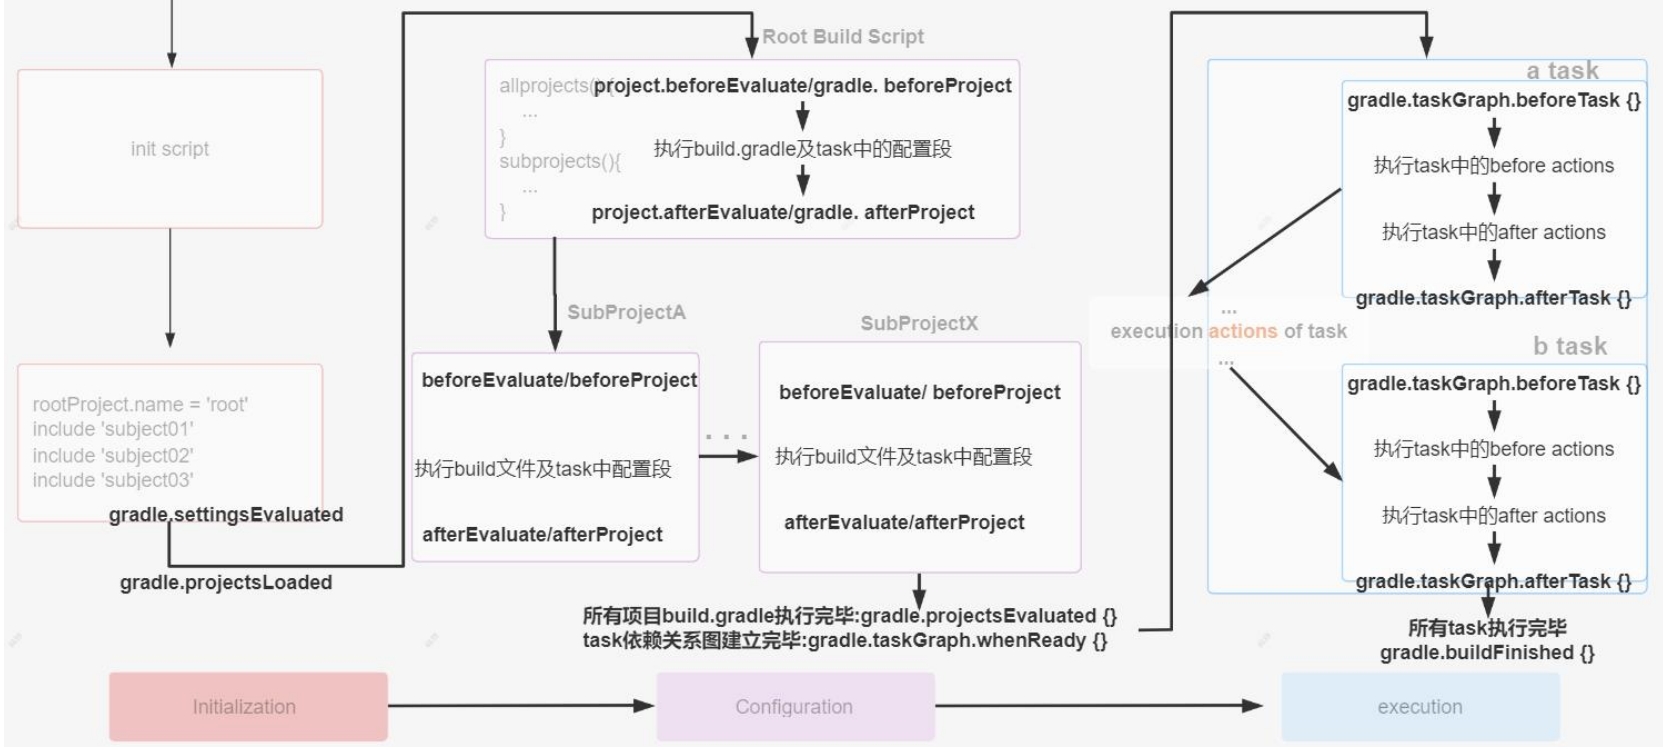 init script
rootProject.name = 'root'
include 'subject01'
include 'subject02'
include 'subject03'
gradle.settingsEvaluated
gradle.projectsLoaded
Root Build Script
allprojects(){
project.beforeEvaluate/gradle. beforeProject
...
}
执行build.gradle及task中的配置段
subprojects(){
...
}
project.afterEvaluate/gradle. afterProject
SubProjectA
beforeEvaluate/beforeProject
执行build文件及task中配置段
afterEvaluate/afterProject
...
SubProjectX
beforeEvaluate/ beforeProject
执行build文件及task中配置段
afterEvaluate/afterProject
所有项目build.gradle执行完毕:gradle.projectsEvaluated {}
task依赖关系图建立完毕:gradle.taskGraph.whenReady {}
a task
gradle.taskGraph.beforeTask {}
执行task中的before actions
执行task中的after actions
gradle.taskGraph.afterTask {}
...
execution actions of task
...
b task
gradle.taskGraph.beforeTask {}
执行task中的before actions
执行task中的after actions
gradle.taskGraph.afterTask {}
所有task执行完毕
gradle.buildFinished {}
Initialization
Configuration
execution